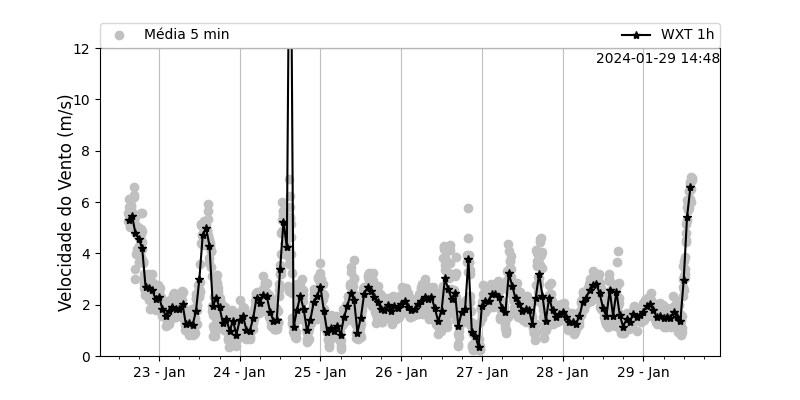 Média 5 min
WXT 1h
2024-01-29 14:48
Velocidade do Vento (m/s)
12
10
8
6
4
2
0
23 - Jan
24 - Jan
25 - Jan
26 - Jan
27 - Jan
28 - Jan
29 - Jan